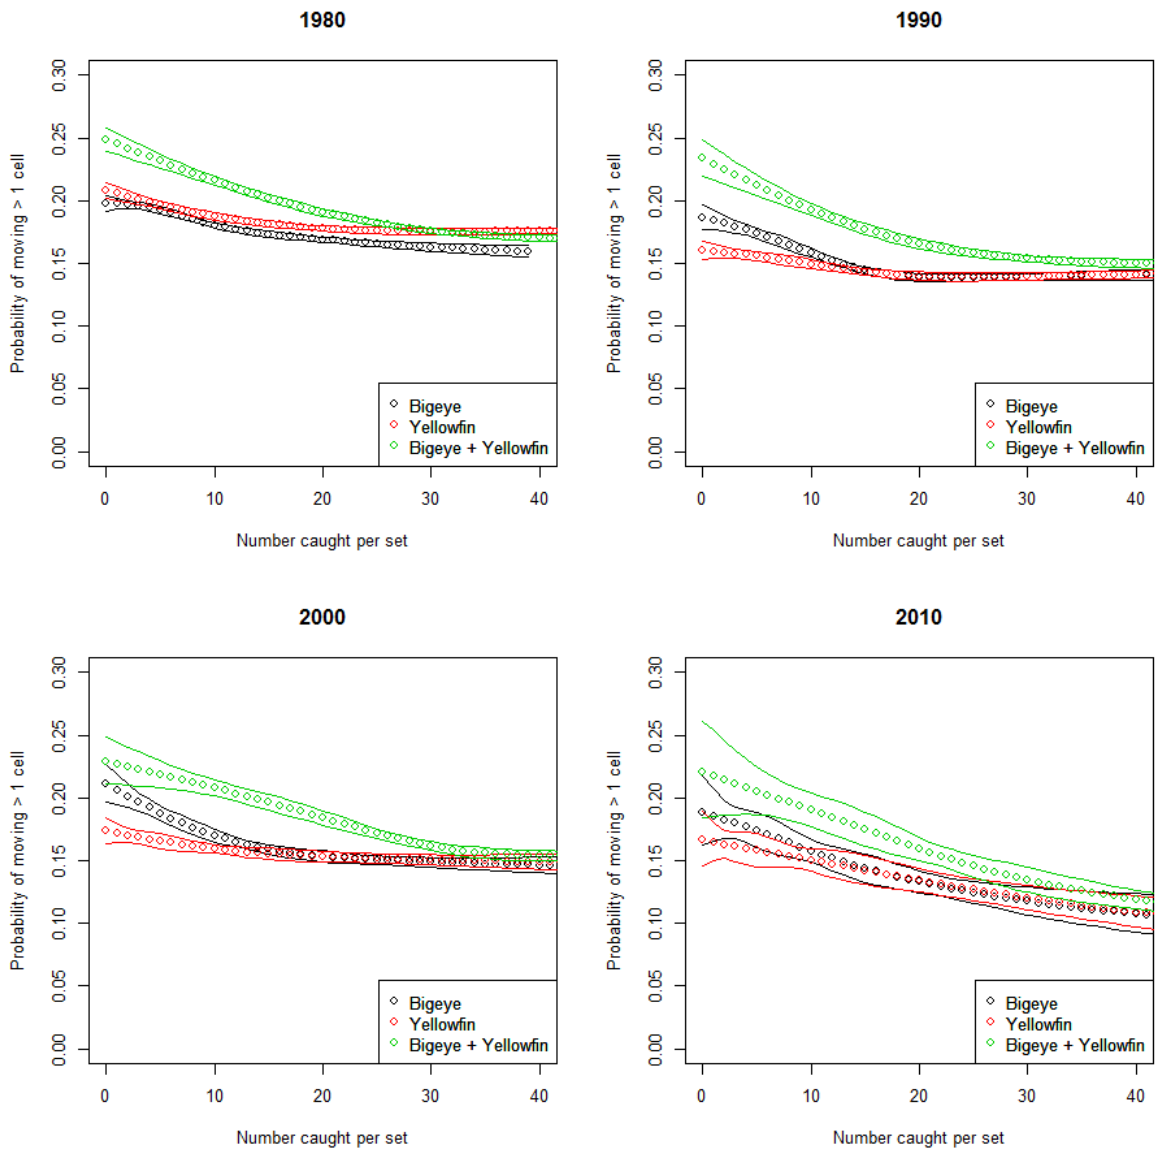 1980
Probability of moving > 1 cell
0.00 0.05 0.10 0.15 0.20 0.25 0.30
Bigeye
Yellowfin
Bigeye + Yellowfin
0 10 20 30 40
Number caught per set
1990
Probability of moving > 1 cell
0.00 0.05 0.10 0.15 0.20 0.25 0.30
Bigeye
Yellowfin
Bigeye + Yellowfin
0 10 20 30 40
Number caught per set
2000
Probability of moving > 1 cell
0.00 0.05 0.10 0.15 0.20 0.25 0.30
Bigeye
Yellowfin
Bigeye + Yellowfin
0 10 20 30 40
Number caught per set
2010
Probability of moving > 1 cell
0.00 0.05 0.10 0.15 0.20 0.25 0.30
Bigeye
Yellowfin
Bigeye + Yellowfin
0 10 20 30 40
Number caught per set